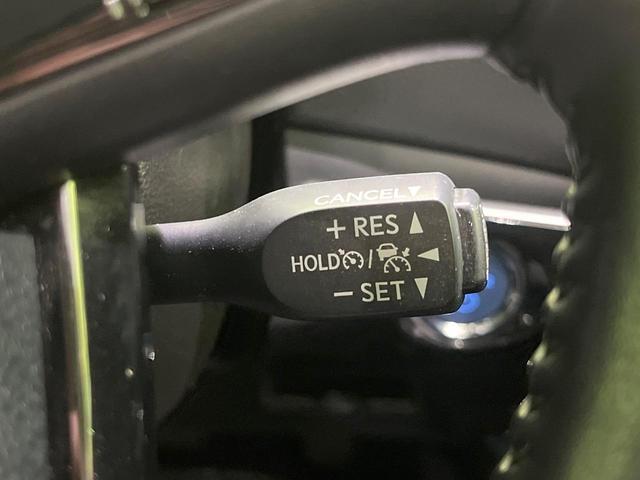 CANCEL▼
+ RES ▲
HOLD / ◀
− SET ▼